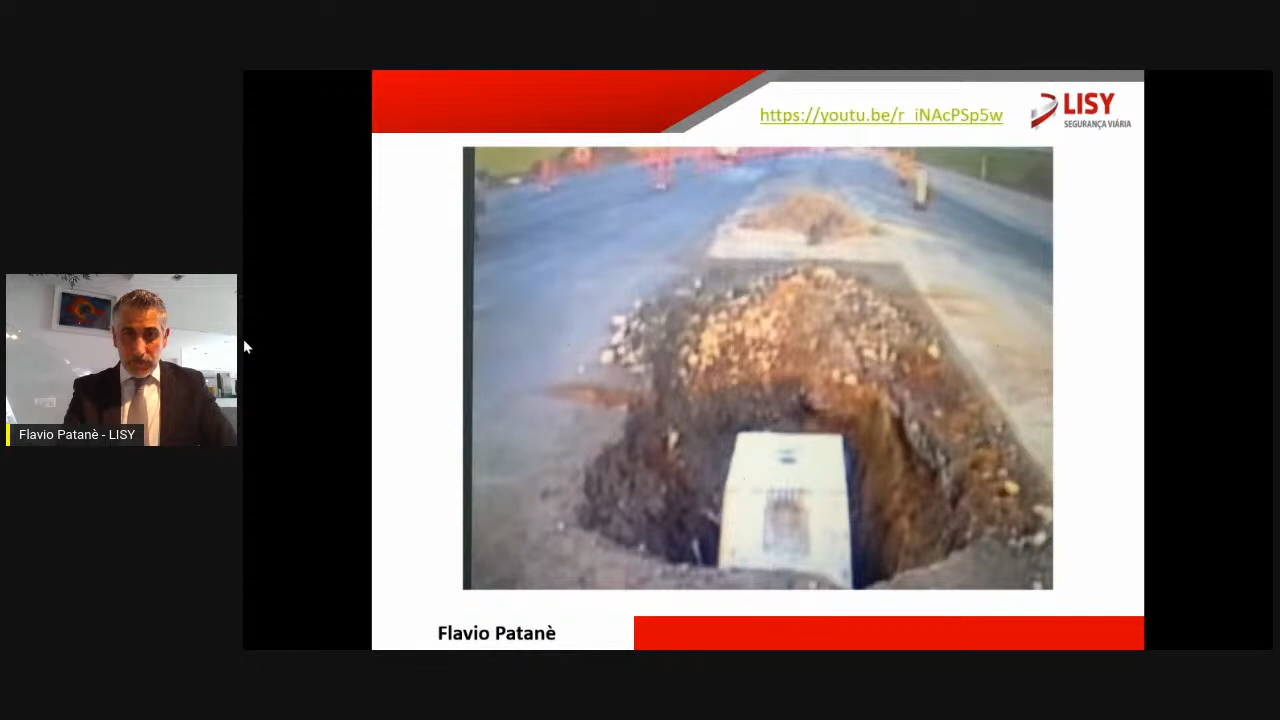 https://youtu.be/r_iNAcPSp5w
LISY
SEGURANÇA VIÁRIA
Flavio Patanè - LISY
Flavio Patanè